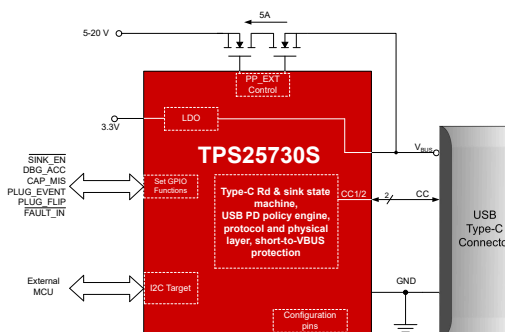 5A
5-20 V
PP_EXT
Control
LDO
3.3V
TPS25730S
VBUS
SINK_EN
DBG_ACC
CAP_MIS
PLUG_EVENT
PLUG_FLIP
FAULT_IN
Set GPIO
Functions
Type-C Rd & sink state
machine,
USB PD policy engine,
protocol and physical
layer, short-to-VBUS
protection
CC1/2
2
CC
USB
Type-C
Connecto
External
MCU
I2C Target
GND
Configuration
pins